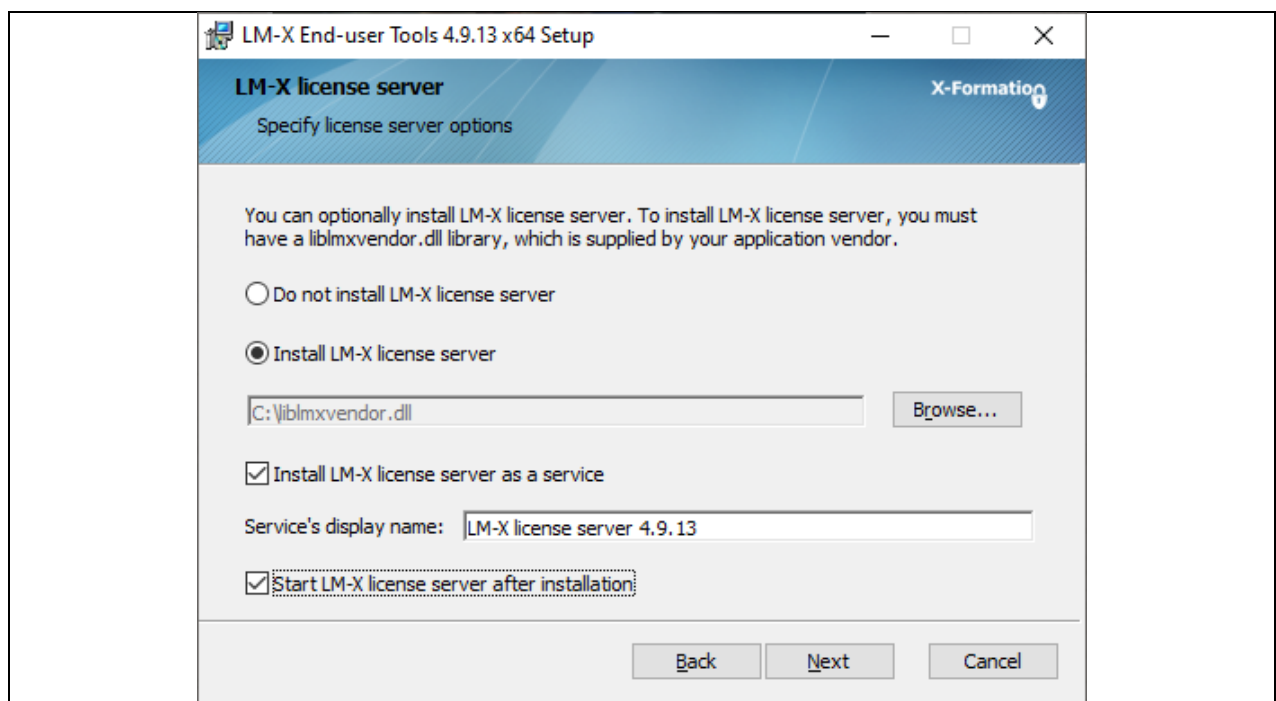 LM-X End-user Tools 4.9.13 x64 Setup
LM-X license server
X-Formation
Specify license server options
You can optionally install LM-X license server. To install LM-X license server, you must
have a liblmxvendor.dll library, which is supplied by your application vendor.
Do not install LM-X license server
Install LM-X license server
C:\liblmxvendor.dll
Browse...
Install LM-X license server as a service
Service's display name: LM-X license server 4.9.13
Start LM-X license server after installation
Back Next Cancel